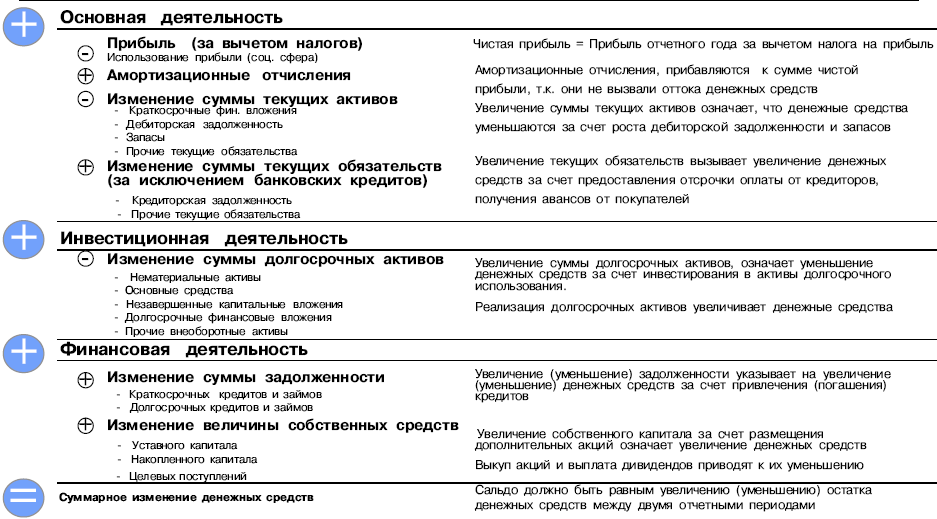 Основная деятельность
Прибыль (за вычетом налогов)
Использование прибыли (соц. сфера)
Чистая прибыль = Прибыль отчетного года за вычетом налога на прибыль
Амортизационные отчисления
Амортизационные отчисления, прибавляются к сумме чистой
прибыли, т.к. они не вызвали оттока денежных средств
Изменение суммы текущих активов
- Краткосрочные фин. вложения
- Дебиторская задолженность
- Запасы
- Прочие текущие обязательства
Увеличение суммы текущих активов означает, что денежные средства
уменьшаются за счет роста дебиторской задолженности и запасов
Изменение суммы текущих обязательств
(за исключением банковских кредитов)
- Кредиторская задолженность
- Прочие текущие обязательства
Увеличение текущих обязательств вызывает увеличение денежных
средств за счет предоставления отсрочки оплаты от кредиторов,
получения авансов от покупателей
Инвестиционная деятельность
Изменение суммы долгосрочных активов
- Нематериальные активы
- Основные средства
- Незавершенные капитальные вложения
- Долгосрочные финансовые вложения
- Прочие внеоборотные активы
Увеличение суммы долгосрочных активов, означает уменьшение
денежных средств за счет инвестирования в активы долгосрочного
использования.
Реализация долгосрочных активов увеличивает денежные средства
Финансовая деятельность
Изменение суммы задолженности
- Краткосрочных кредитов и займов
- Долгосрочных кредитов и займов
Увеличение (уменьшение) задолженности указывает на увеличение
(уменьшение) денежных средств за счет привлечения (погашения)
кредитов
Изменение величины собственных средств
- Уставного капитала
- Накопленного капитала
- Целевых поступлений
Увеличение собственного капитала за счет размещения
дополнительных акций означает увеличение денежных средств
Выкуп акций и выплата дивидендов приводят к их уменьшению
Суммарное изменение денежных средств
Сальдо должно быть равным увеличению (уменьшению) остатка
денежных средств между двумя отчетными периодами